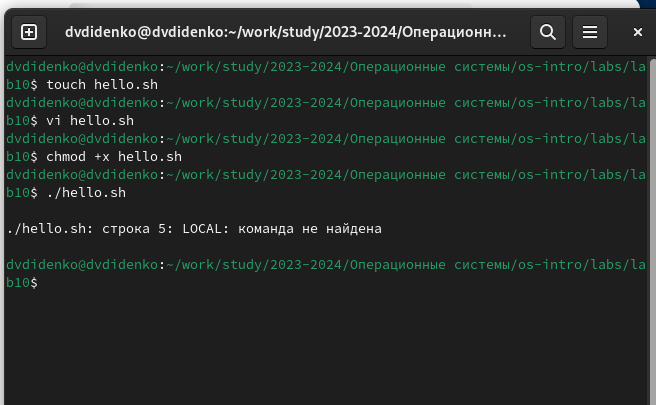 dvdidenko@dvdidenko:~/work/study/2023-2024/Операционн...
dvdidenko@dvdidenko:~/work/study/2023-2024/Операционные системы/os-intro/labs/la
b10$ touch hello.sh
dvdidenko@dvdidenko:~/work/study/2023-2024/Операционные системы/os-intro/labs/la
b10$ vi hello.sh
dvdidenko@dvdidenko:~/work/study/2023-2024/Операционные системы/os-intro/labs/la
b10$ chmod +x hello.sh
dvdidenko@dvdidenko:~/work/study/2023-2024/Операционные системы/os-intro/labs/la
b10$ ./hello.sh
./hello.sh: строка 5: LOCAL: команда не найдена
dvdidenko@dvdidenko:~/work/study/2023-2024/Операционные системы/os-intro/labs/la
b10$